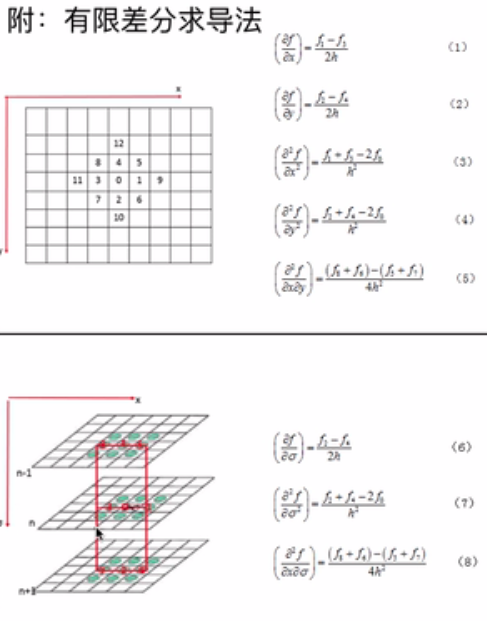 附：有限差分求导法
(∂f/∂x) = (f₁ − f₃)/2h （1）
(∂f/∂y) = (f₂ − f₄)/2h （2）
(∂²f/∂x²) = (f₁ + f₃ − 2f₀)/h² （3）
(∂²f/∂y²) = (f₂ + f₄ − 2f₀)/h² （4）
(∂²f/∂x∂y) = ((f₈ + f₆) − (f₅ + f₇))/4h² （5）
x
12
8 4 5
11 3 0 1 9
7 2 6
10
x
n-1
n
n+1
(∂f/∂σ) = (f₂ − f₄)/2h （6）
(∂²f/∂σ²) = (f₂ + f₄ − 2f₀)/h² （7）
(∂²f/∂x∂σ) = ((f₈ + f₆) − (f₅ + f₇))/4h² （8）